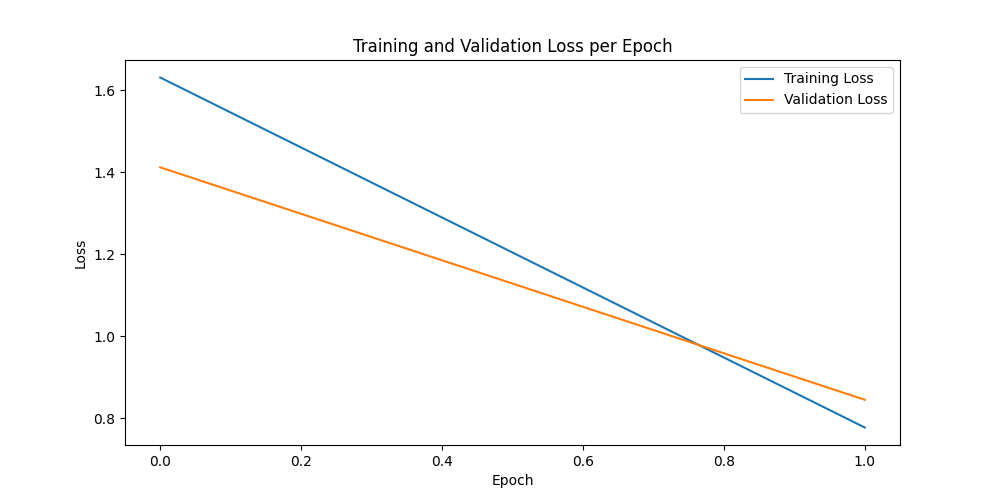 Training and Validation Loss per Epoch
Training Loss
Validation Loss
1.6
1.4
1.2
1.0
0.8
Loss
0.0 0.2 0.4 0.6 0.8 1.0
Epoch